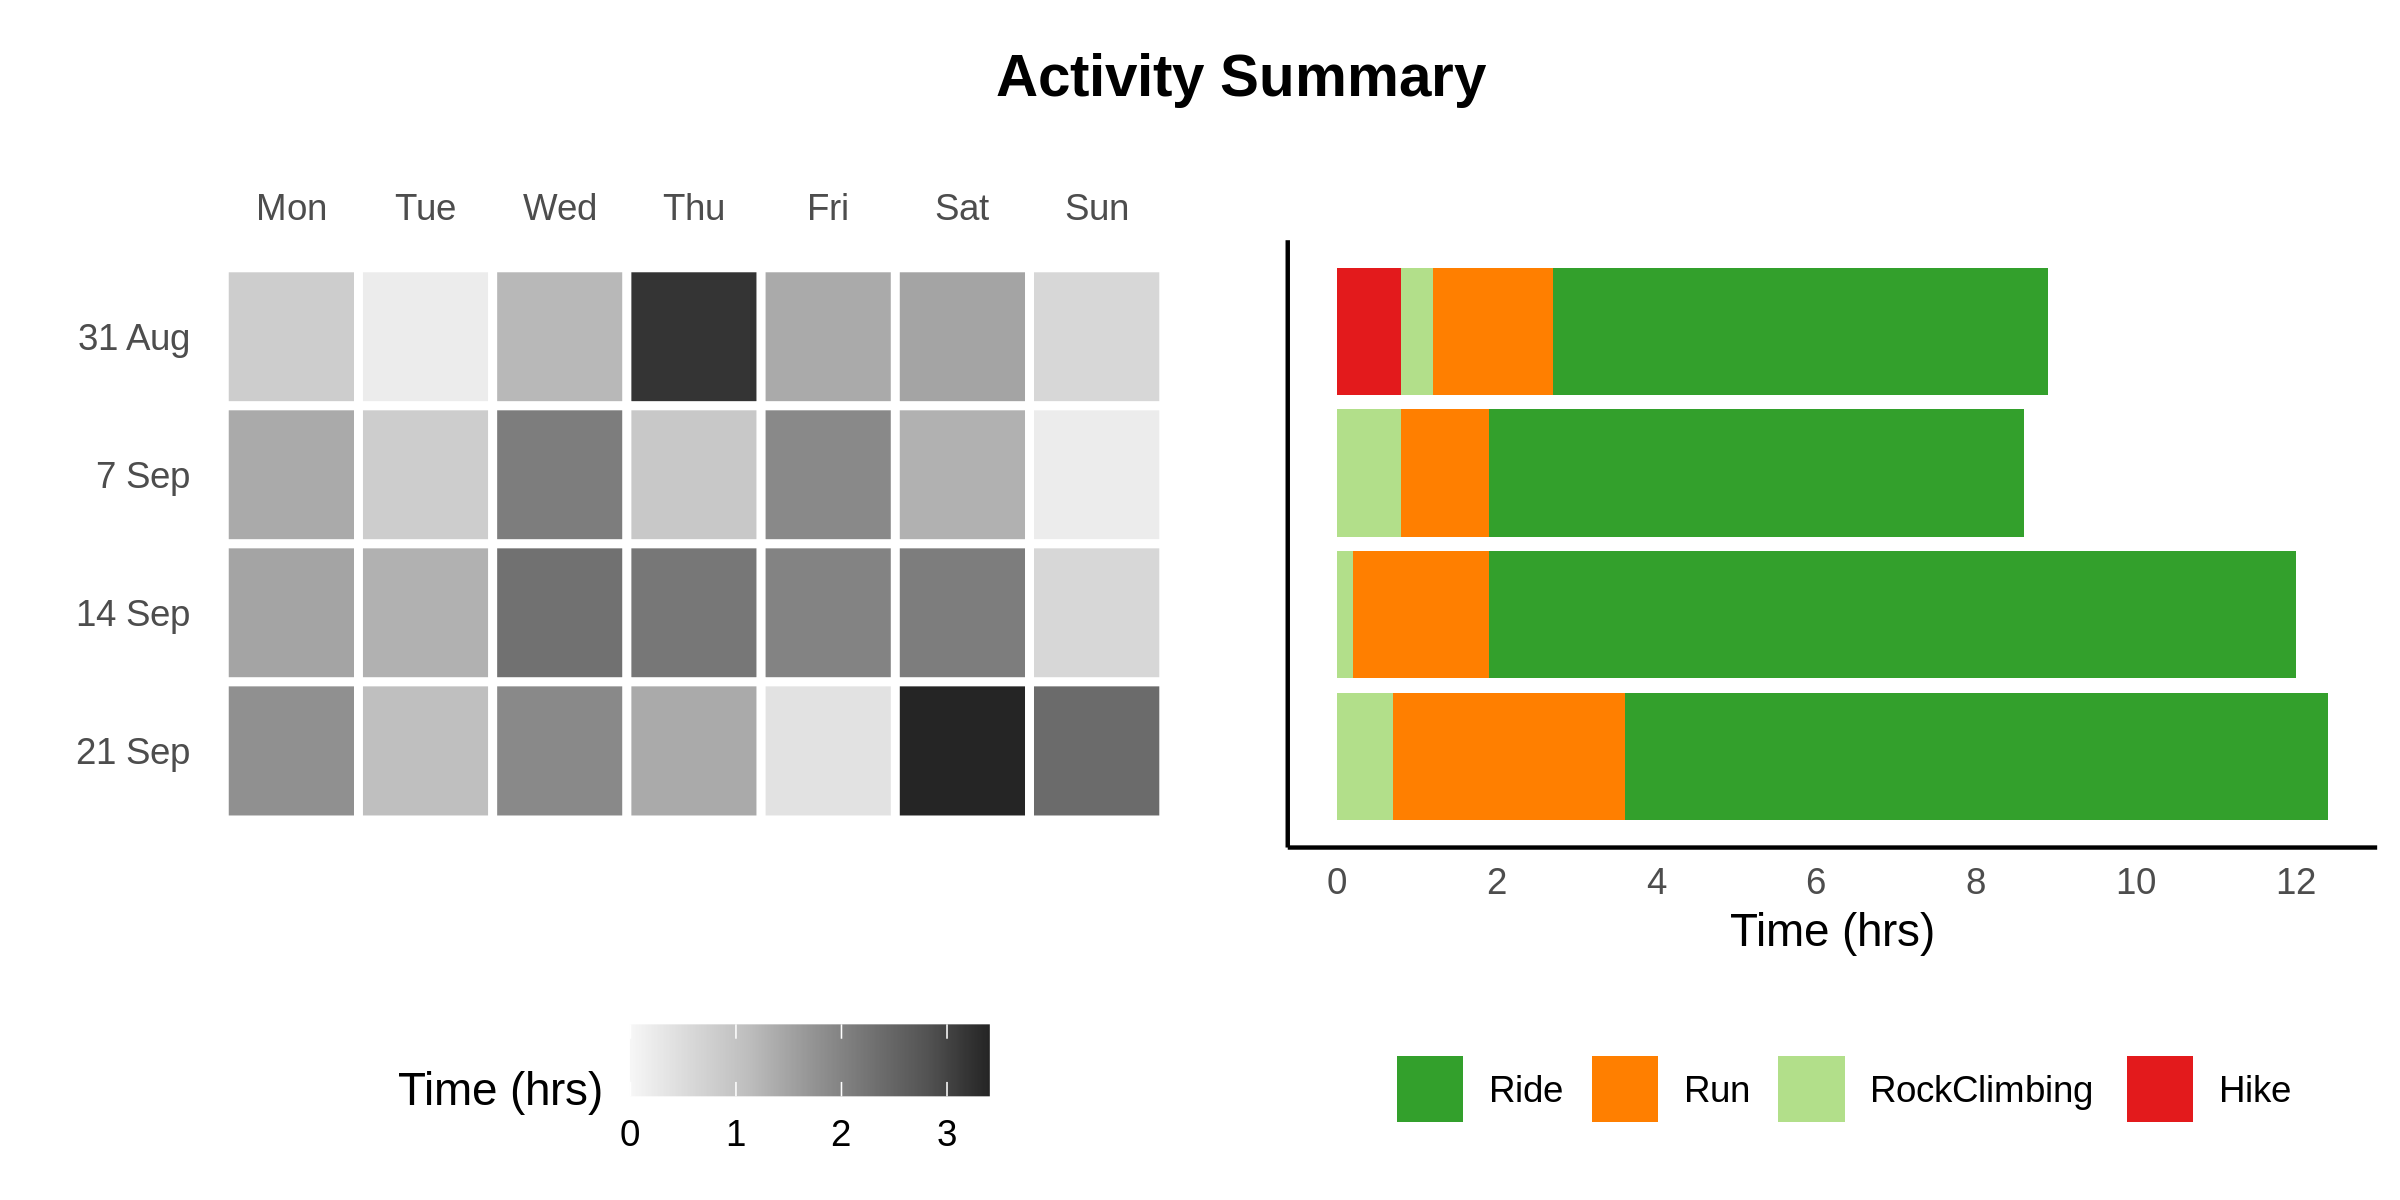 Activity Summary
Mon Tue Wed Thu Fri Sat Sun
31 Aug
7 Sep
14 Sep
21 Sep
0 2 4 6 8 10 12
Time (hrs)
Time (hrs)
0 1 2 3
Ride Run RockClimbing Hike